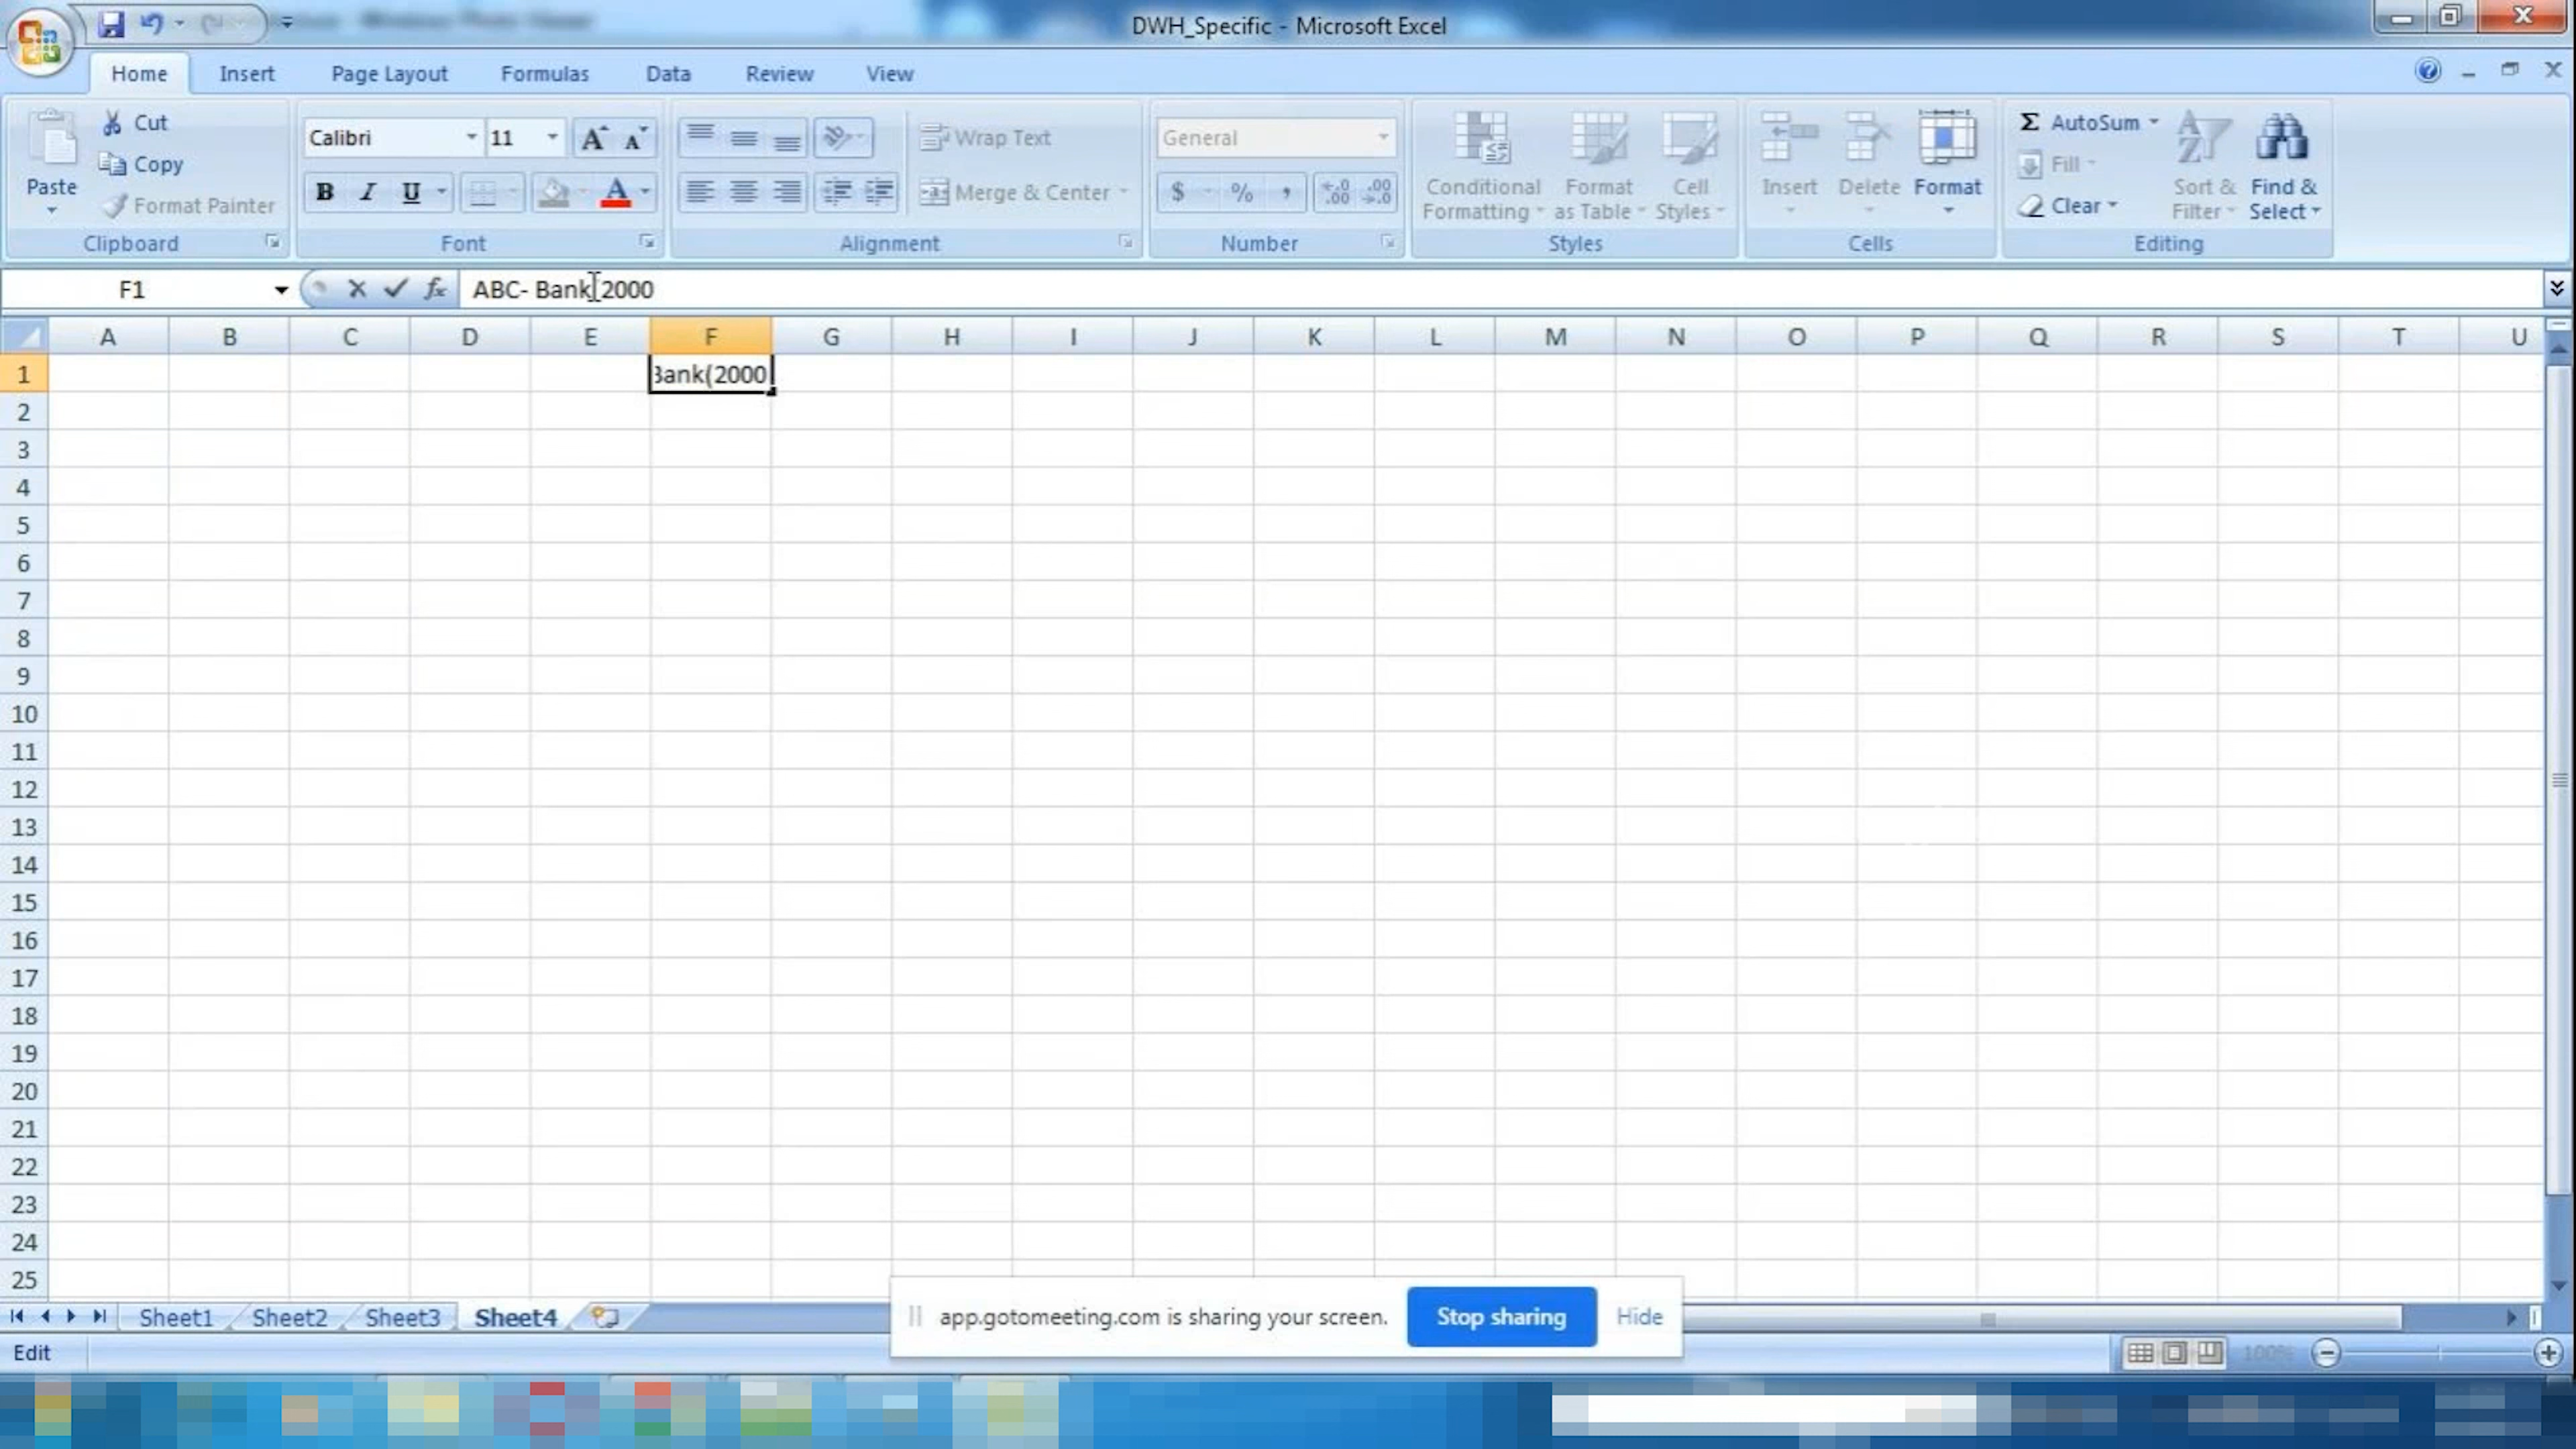 DWH_Specific - Microsoft Excel
Home Insert Page Layout Formulas Data Review View
Paste
Cut
Copy
Format Painter
Clipboard
Calibri 11
B I U A
Font
Wrap Text
Merge & Center
Alignment
General
$ % ,
Number
Conditional Formatting
Format as Table
Cell Styles
Styles
Insert
Delete
Format
Cells
Σ AutoSum
Fill
Clear
Sort & Filter
Find & Select
Editing
F1 fx ABC- Bank(2000
A B C D E F G H I J K L M N O P Q R S T U
1 Bank(2000
2
3
4
5
6
7
8
9
10
11
12
13
14
15
16
17
18
19
20
21
22
23
24
25
Sheet1 Sheet2 Sheet3 Sheet4
app.gotomeeting.com is sharing your screen. Stop sharing Hide
Edit 100%